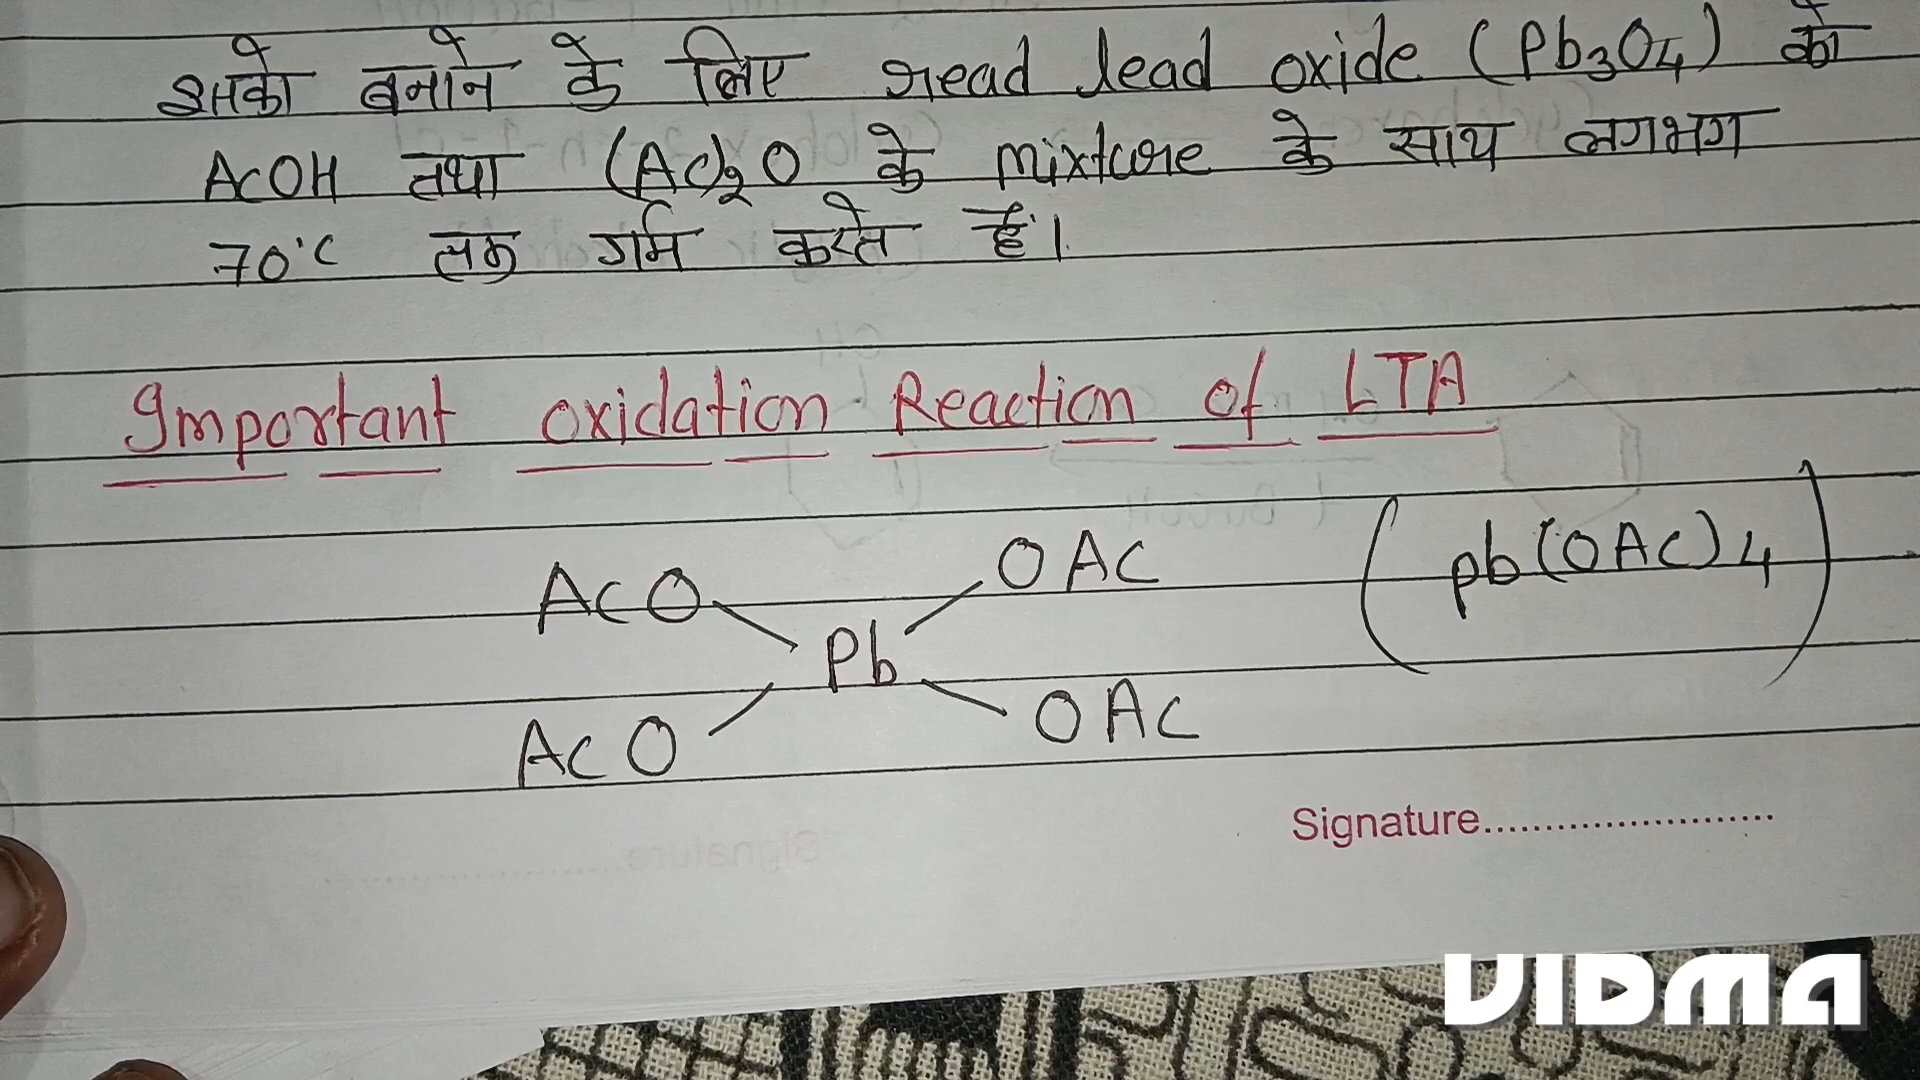 इसको बनाने के लिए read lead oxide (Pb3O4) को
AcOH तथा (Ac)2O के mixture के साथ लगभग
70°C तक गर्म करते हैं।
Important oxidation Reaction of LTA
AcO OAC (pb(OAc)4)
Pb
AcO OAC
Signature........................
VIDMA